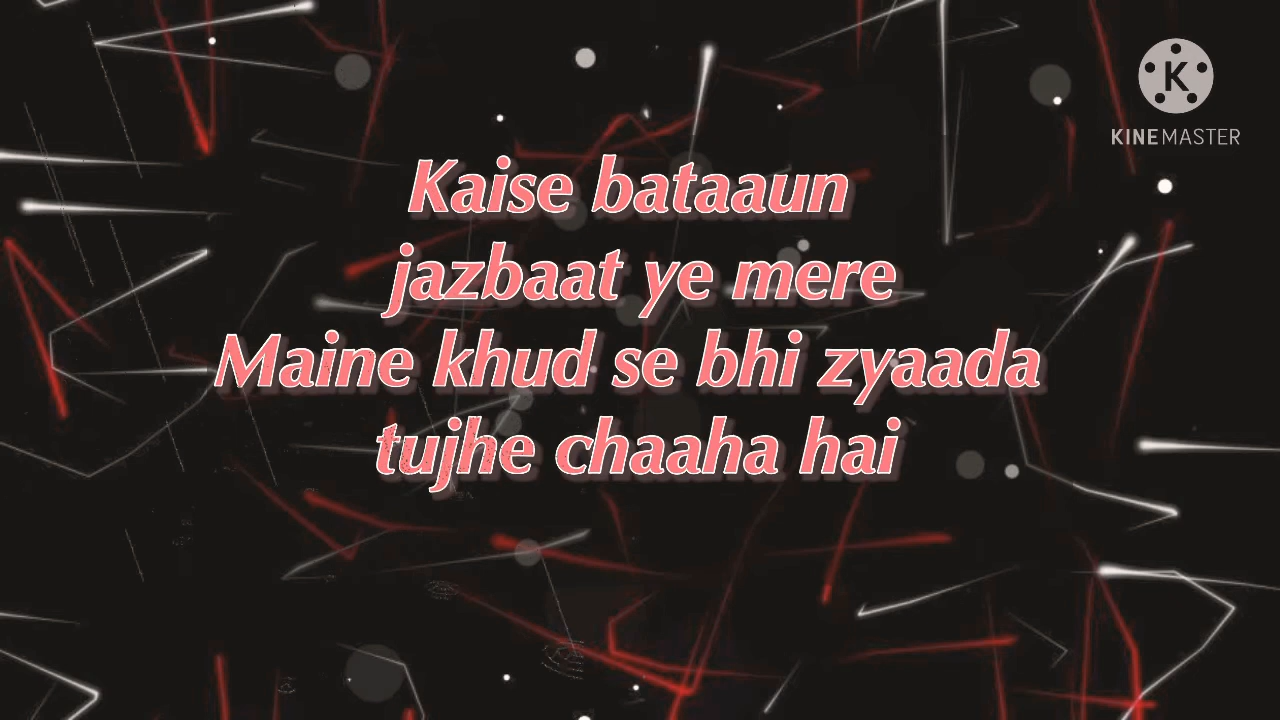 KINEMASTER
Kaise bataaun
jazbaat ye mere
Maine khud se bhi zyaada
tujhe chaaha hai